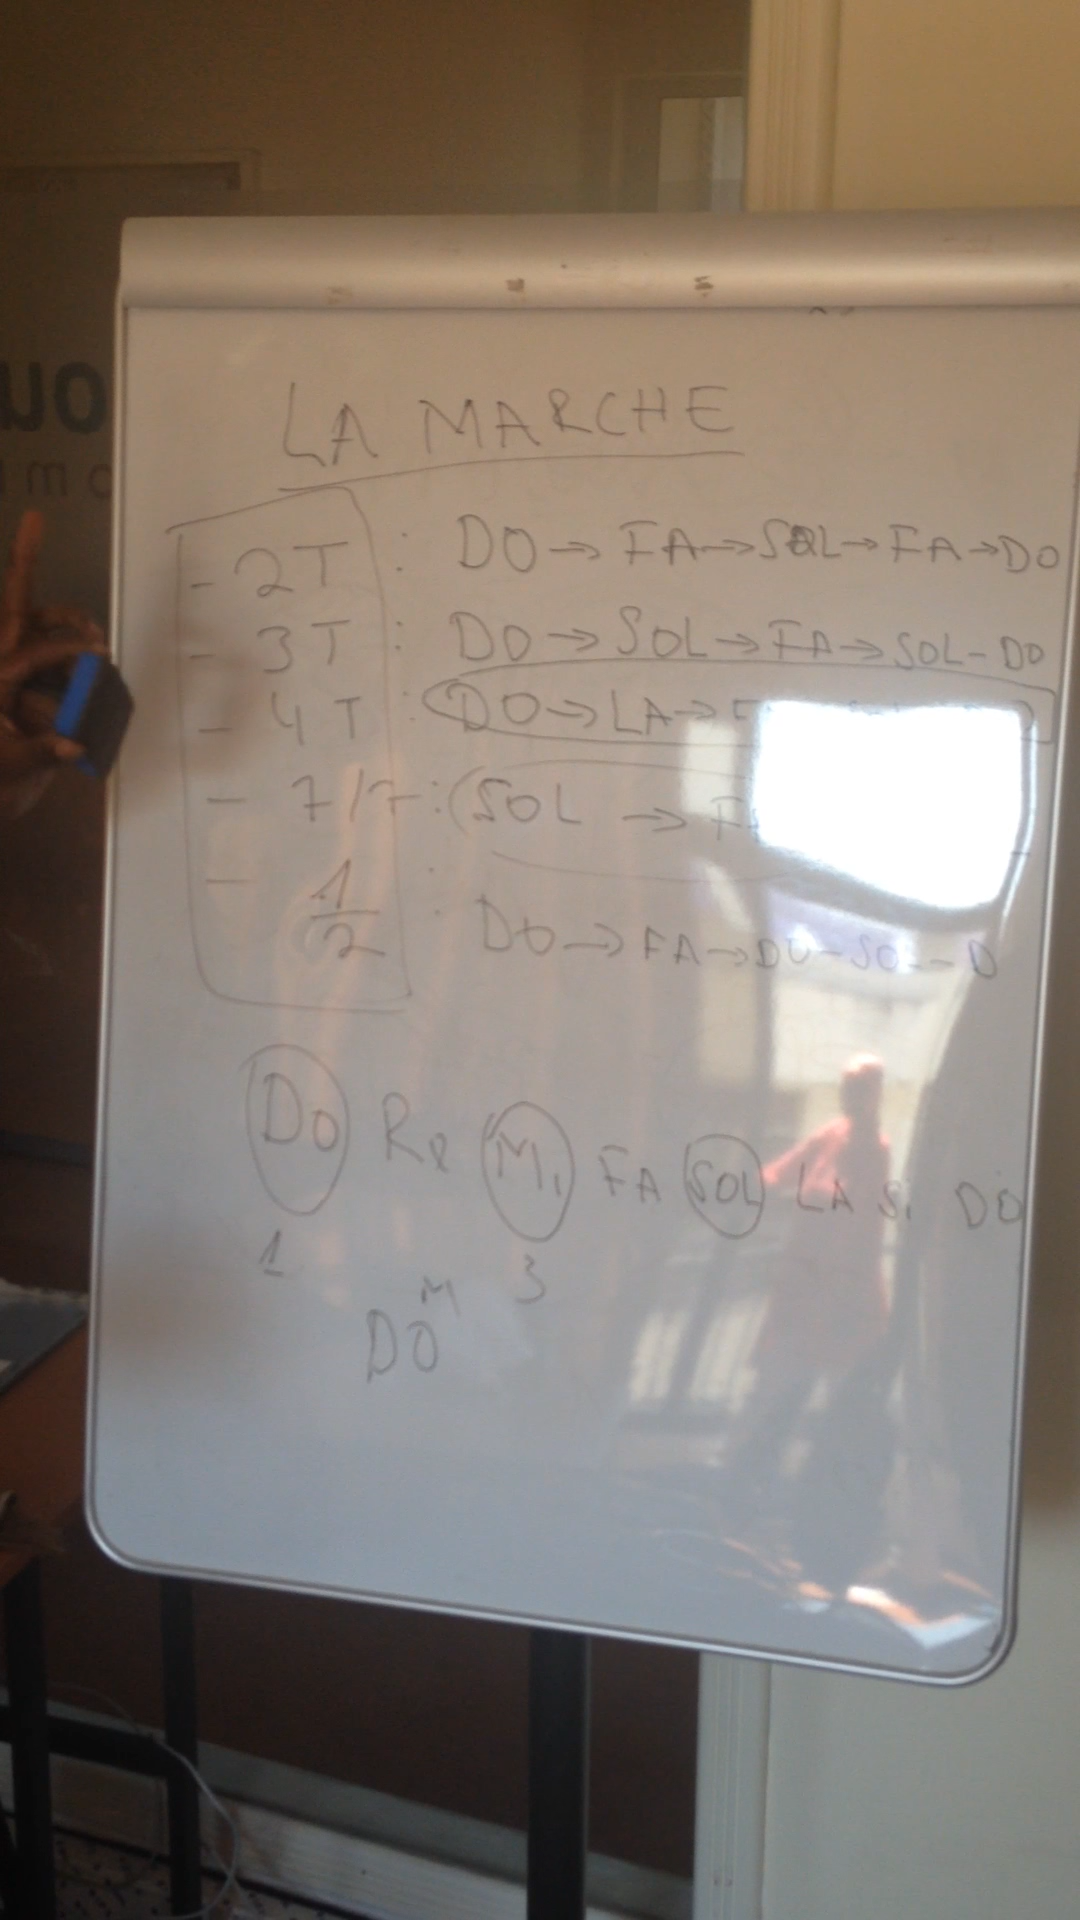 LA MARCHE
- 2T : DO → FA → SOL → FA → DO
- 3T : DO → SOL → FA → SOL - DO
- 4T : DO → LA →
- 7/7 : SOL →
- 1/2 : DO → FA → DO - SOL - D
Do Re Mi FA SOL LA Si DO
1 3
DO M